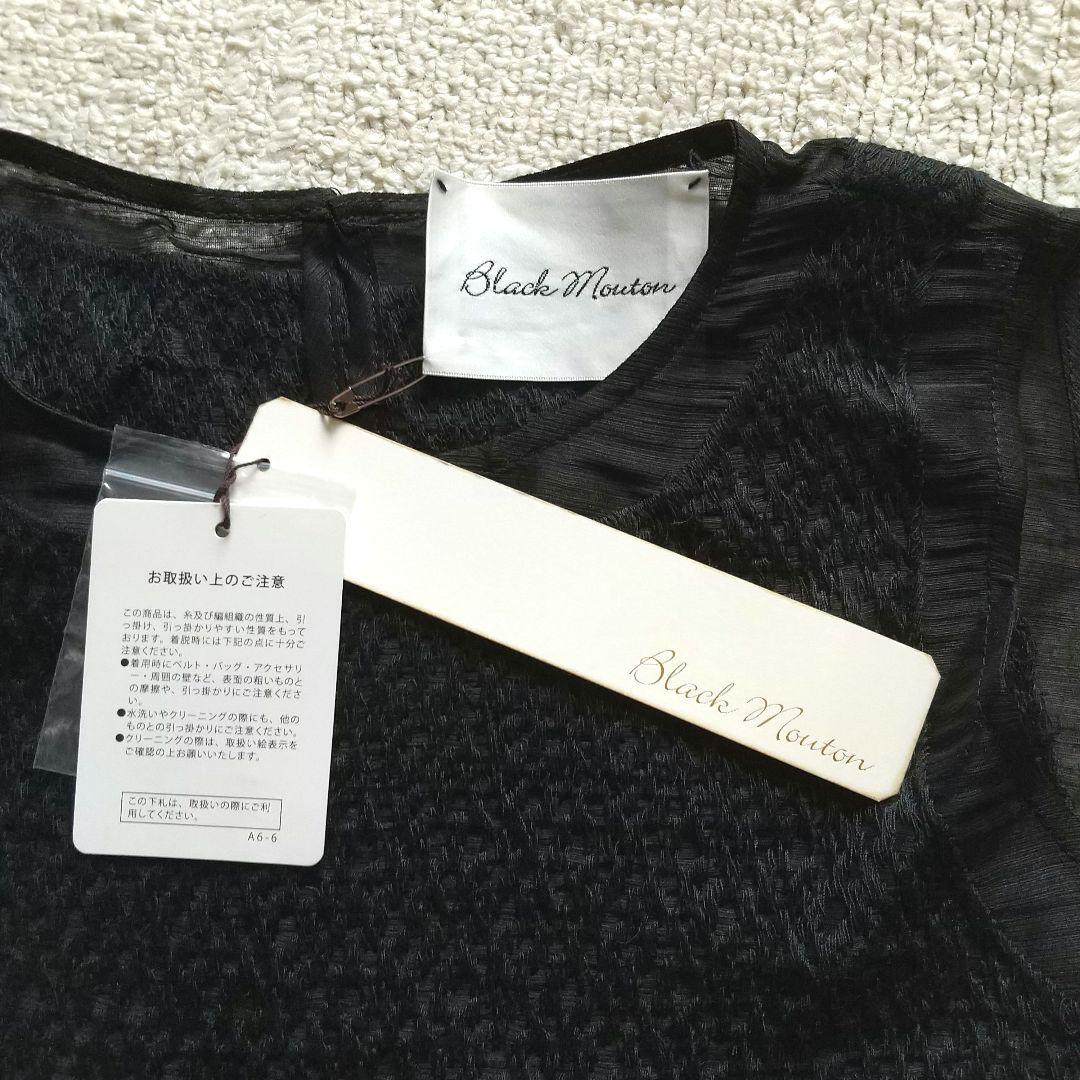 Black Mouton
Black Mouton
お取扱い上のご注意
この商品は、糸及び編組織の性質上、引
っ掛け、引っ掛かりやすい性質をもって
おります。着脱時には下記の点に十分ご
注意ください。
●着用時にベルト・バッグ・アクセサリ
ー・周囲の壁など、表面の粗いものと
の摩擦や、引っ掛かりにご注意くださ
い。
●水洗いやクリーニングの際にも、他の
ものとの引っ掛かりにご注意ください。
●クリーニングの際は、取扱い絵表示を
ご確認の上お願いいたします。
この下札は、取扱いの際にご利
用してください。
A6-6